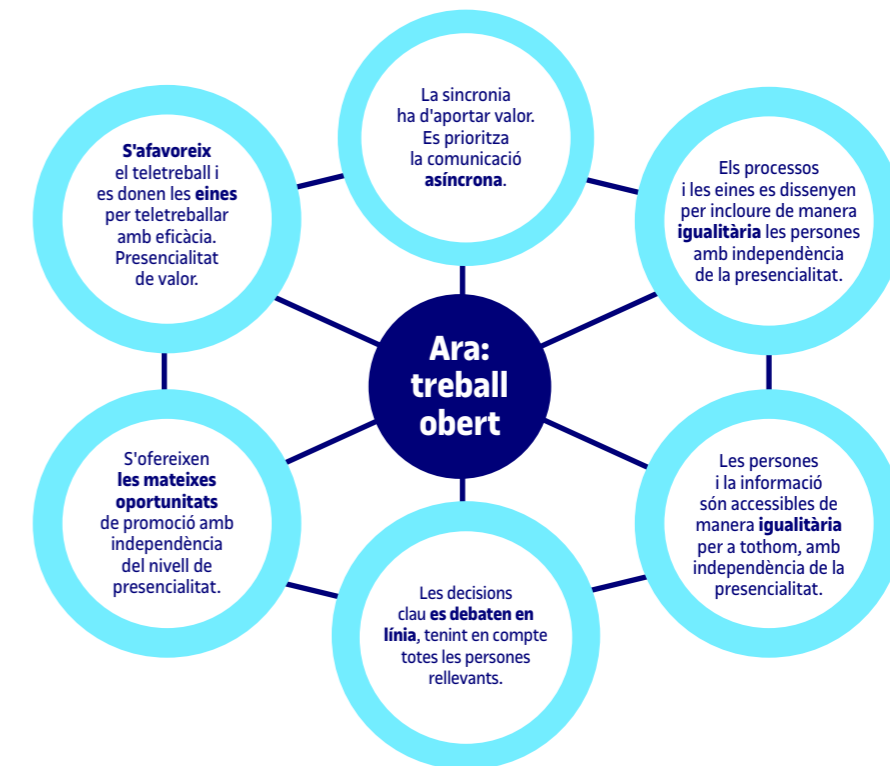 La sincronia
ha d'aportar valor.
Es prioritza
la comunicació
asíncrona.
S'afavoreix
el teletreball i
es donen les eines
per teletreballar
amb eficàcia.
Presencialitat
de valor.
Els processos
i les eines es dissenyen
per incloure de manera
igualitària les persones
amb independència
de la presencialitat.
Ara:
treball
obert
S'ofereixen
les mateixes
oportunitats
de promoció amb
independència
del nivell de
presencialitat.
Les persones
i la informació
són accessibles de
manera igualitària
per a tothom, amb
independència de la
presencialitat.
Les decisions
clau es debaten en
línia, tenint en compte
totes les persones
rellevants.